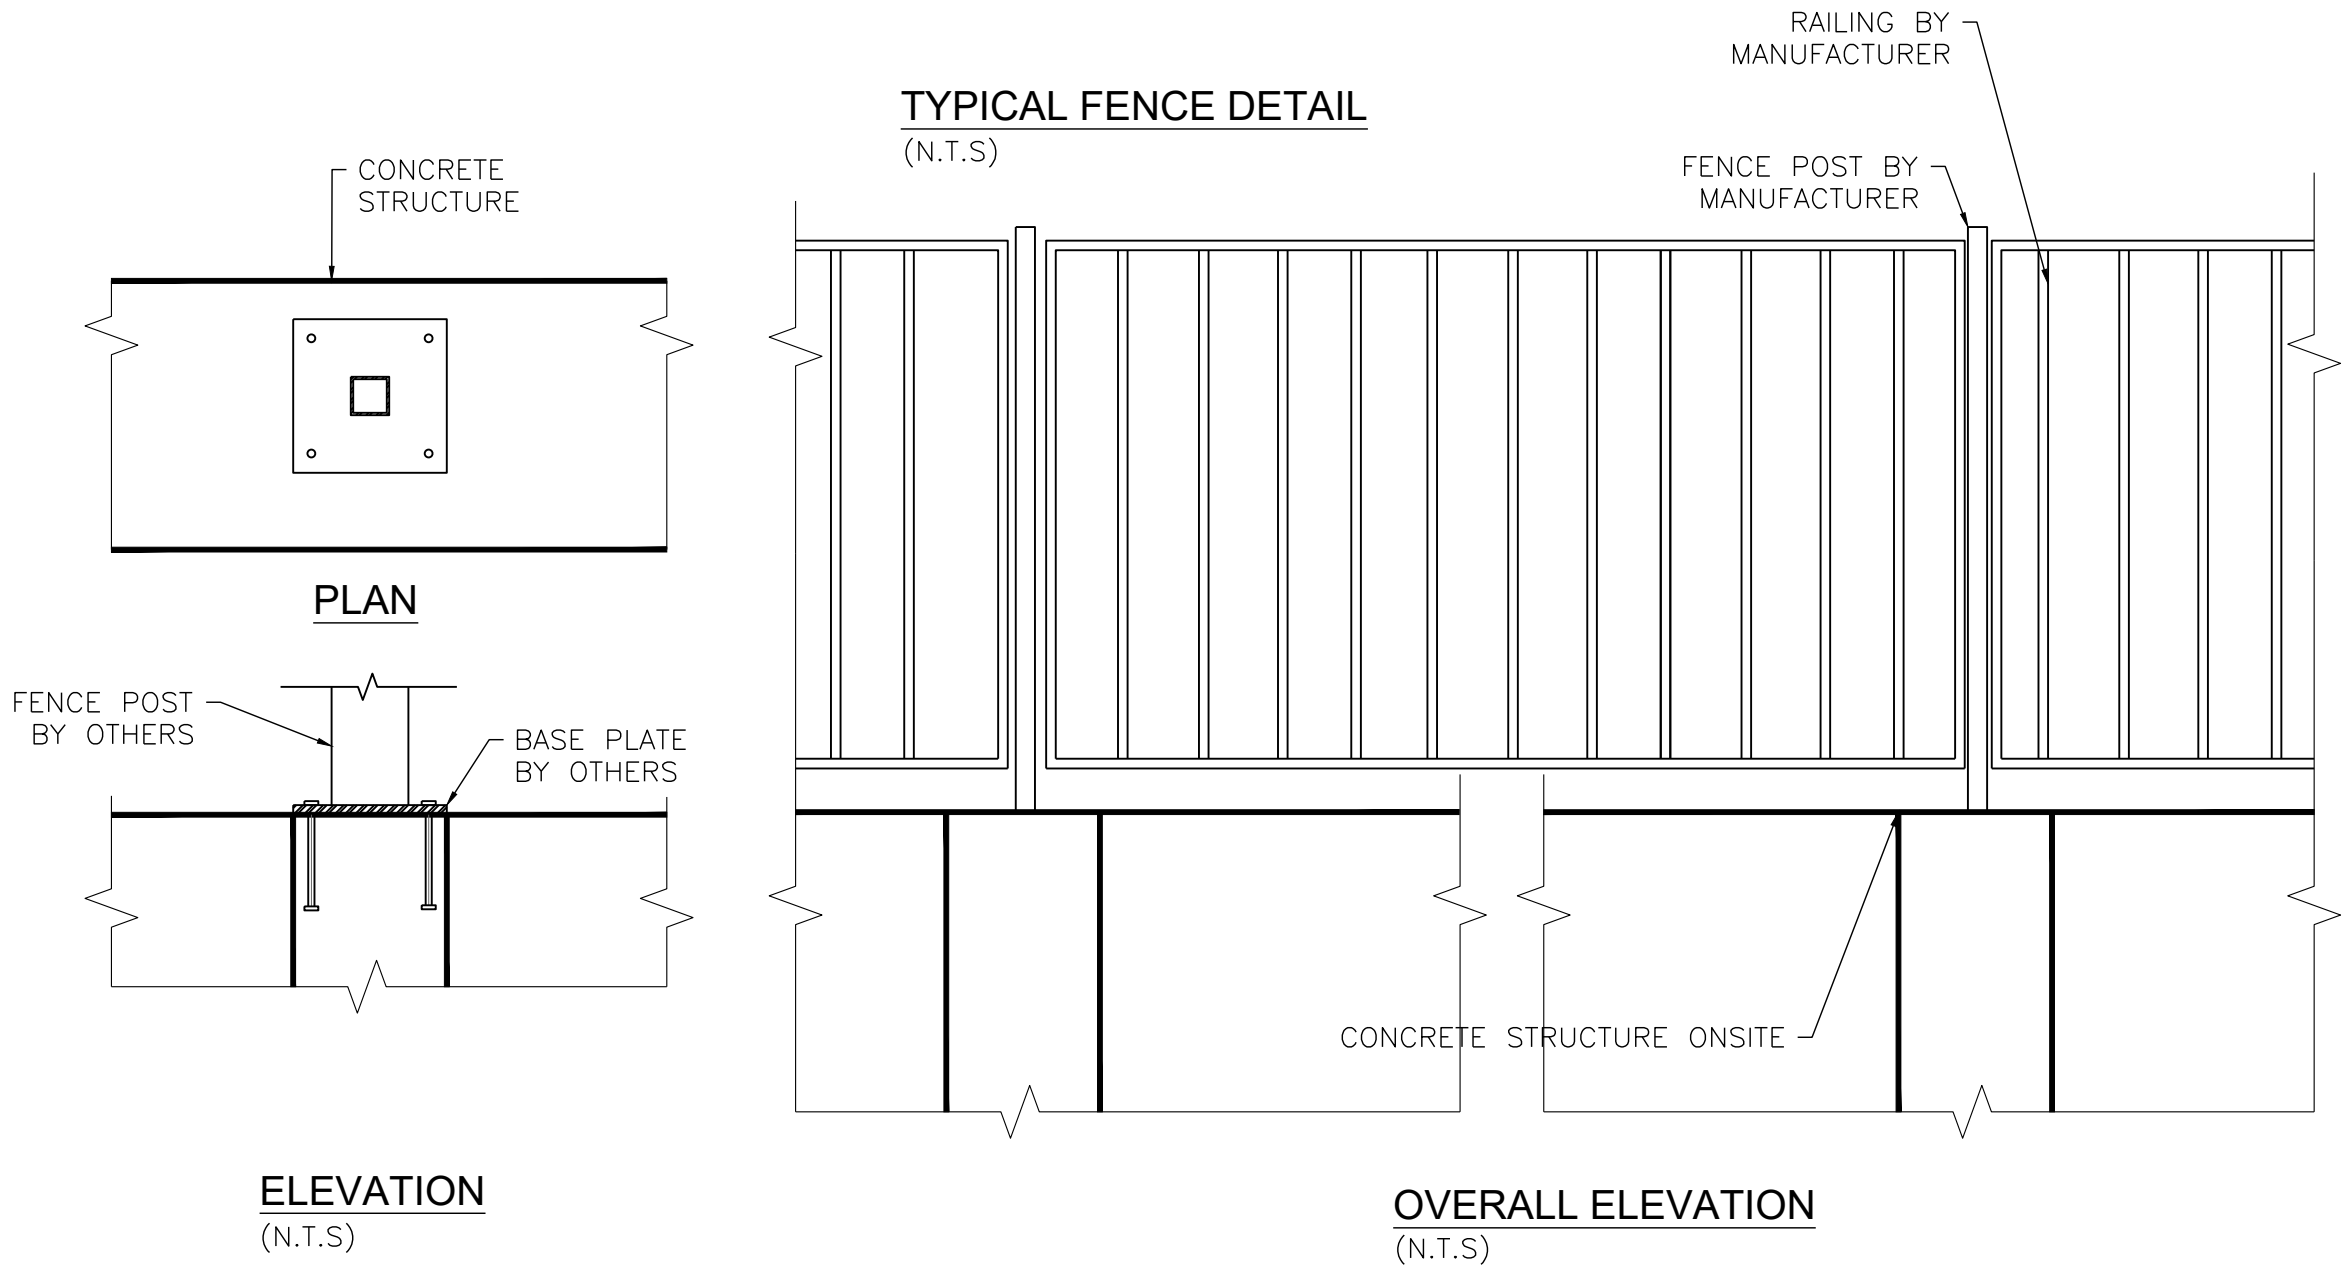 RAILING BY
MANUFACTURER
TYPICAL FENCE DETAIL
(N.T.S)
CONCRETE
STRUCTURE
FENCE POST BY
MANUFACTURER
PLAN
FENCE POST
BY OTHERS
BASE PLATE
BY OTHERS
CONCRETE STRUCTURE ONSITE
ELEVATION
(N.T.S)
OVERALL ELEVATION
(N.T.S)